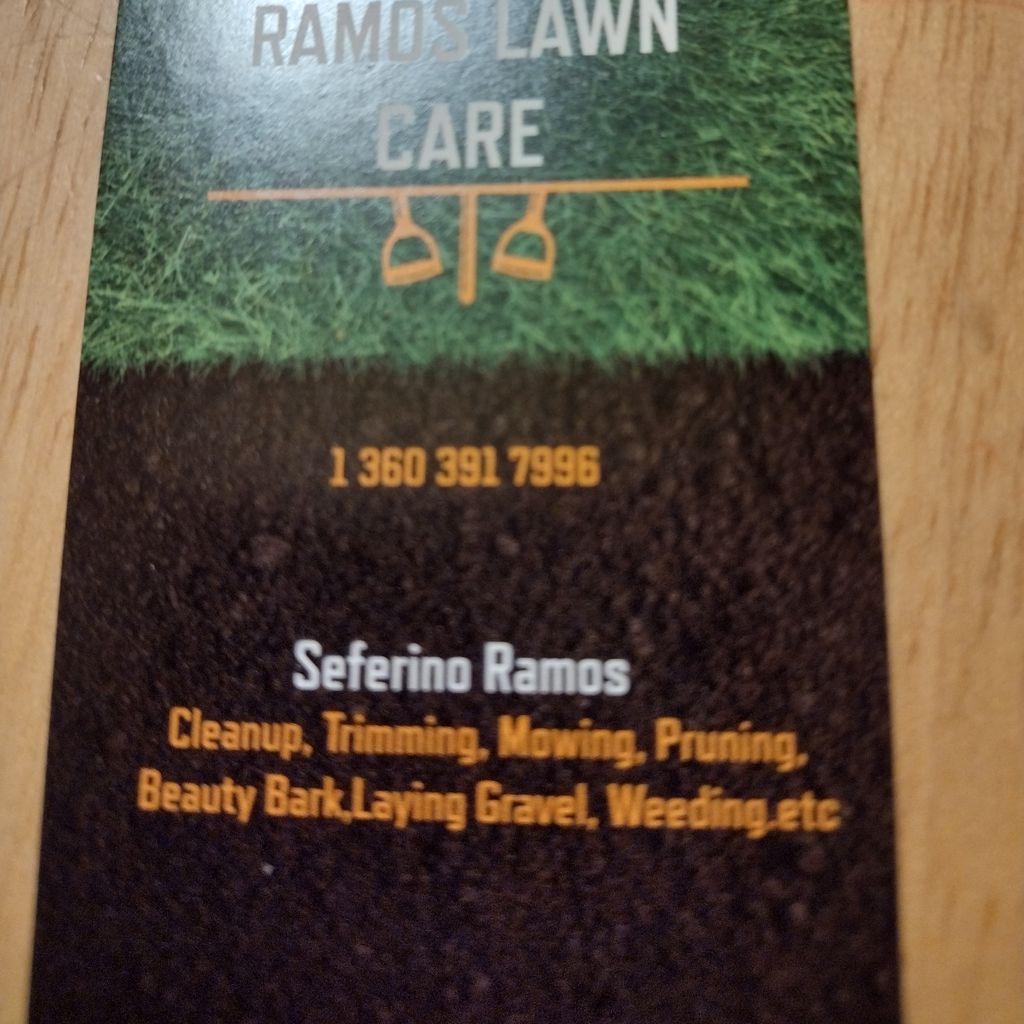 RAMOS LAWN
CARE
1 360 391 7996
Seferino Ramos
Cleanup, Trimming, Mowing, Pruning,
Beauty Bark,Laying Gravel, Weeding.etc